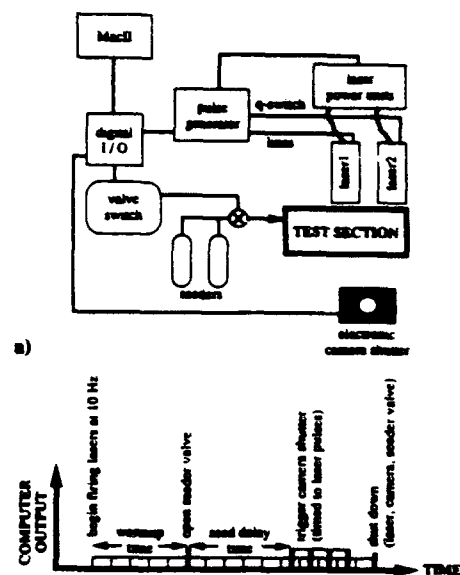 MacII
digital
I/O
pulse
generator
q-switch
lamps
laser
power units
laser1
laser2
valve
switch
TEST SECTION
seeders
electronic
camera shutter
a)
begin firing lasers at 10 Hz
open seeder valve
trigger camera shutter
(timed to laser pulses)
shut down
(laser, camera, seeder valve)
warmup
time
seed delay
time
COMPUTER
OUTPUT
TIME